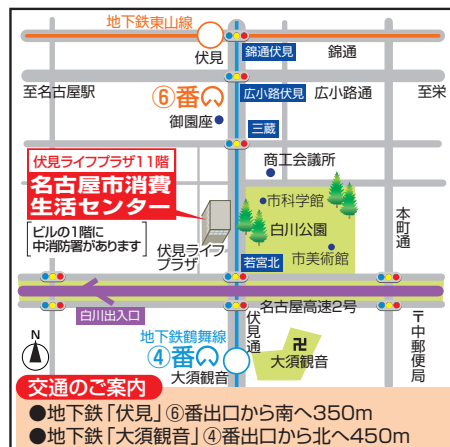 地下鉄東山線
伏見
錦通伏見
錦通
至名古屋駅
⑥番
広小路伏見
広小路通
至栄
御園座
三蔵
商工会議所
伏見ライフプラザ11階
名古屋市消費
生活センター
ビルの1階に
中消防署があります
伏見ライフ
プラザ
市科学館
白川公園
市美術館
本町通
若宮北
白川出入口
名古屋高速2号
N
地下鉄鶴舞線
④番
大須観音
伏見通
卍
大須観音
〒中郵便局
交通のご案内
●地下鉄「伏見」⑥番出口から南へ350m
●地下鉄「大須観音」④番出口から北へ450m